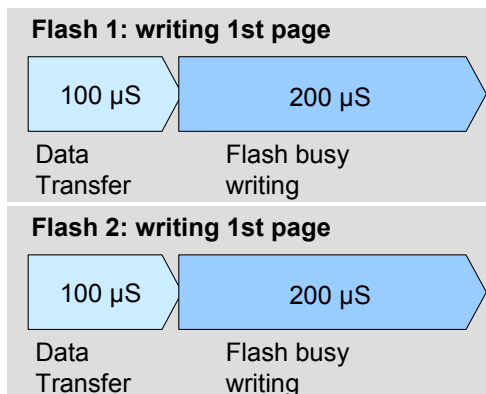 Flash 1: writing 1st page
100 µS 200 µS
Data Flash busy
Transfer writing
Flash 2: writing 1st page
100 µS 200 µS
Data Flash busy
Transfer writing